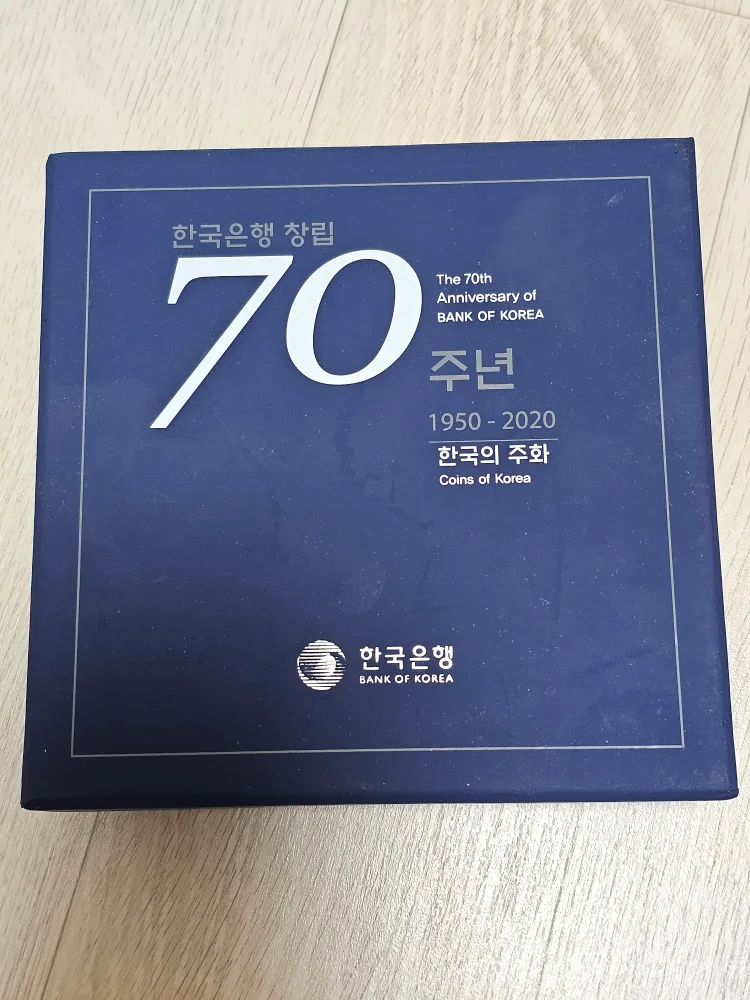 한국은행 창립
70
The 70th
Anniversary of
BANK OF KOREA
주년
1950 - 2020
한국의 주화
Coins of Korea
한국은행
BANK OF KOREA